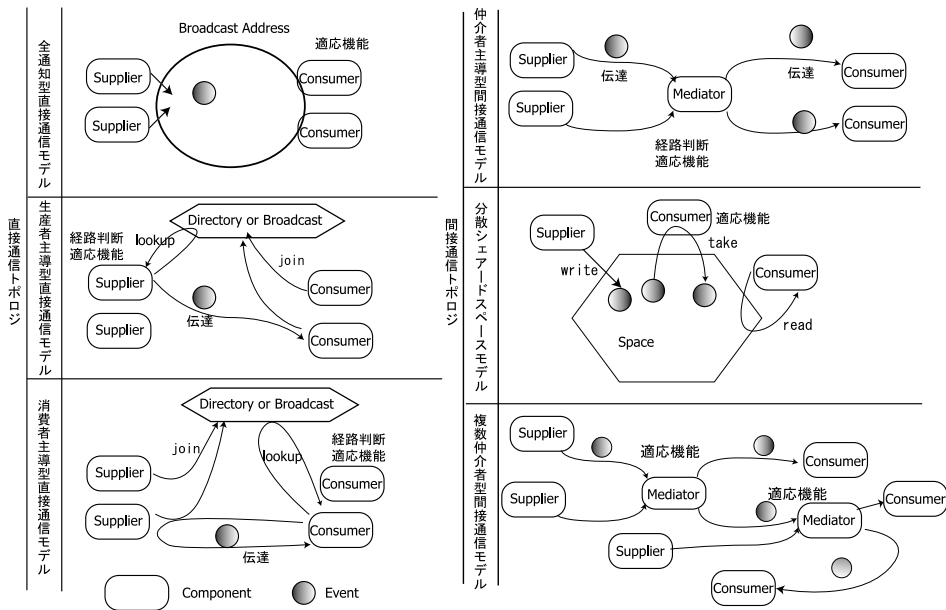 直接通信トポロジ
全通知型直接通信モデル
Broadcast Address
適応機能
Supplier
Supplier
Consumer
Consumer
生産者主導型直接通信モデル
Directory or Broadcast
経路判断
適応機能
lookup
join
Supplier
Supplier
伝達
Consumer
Consumer
消費者主導型直接通信モデル
Directory or Broadcast
join
lookup
経路判断
適応機能
Supplier
Supplier
Consumer
Consumer
伝達
Component
Event
間接通信トポロジ
仲介者主導型間接通信モデル
Supplier
Supplier
伝達
Mediator
伝達
Consumer
Consumer
経路判断
適応機能
分散シェアードスペースモデル
Supplier
Consumer
適応機能
write
take
Consumer
read
Space
複数仲介者型間接通信モデル
Supplier
Supplier
Supplier
適応機能
Mediator
Consumer
適応機能
Mediator
Consumer
Consumer